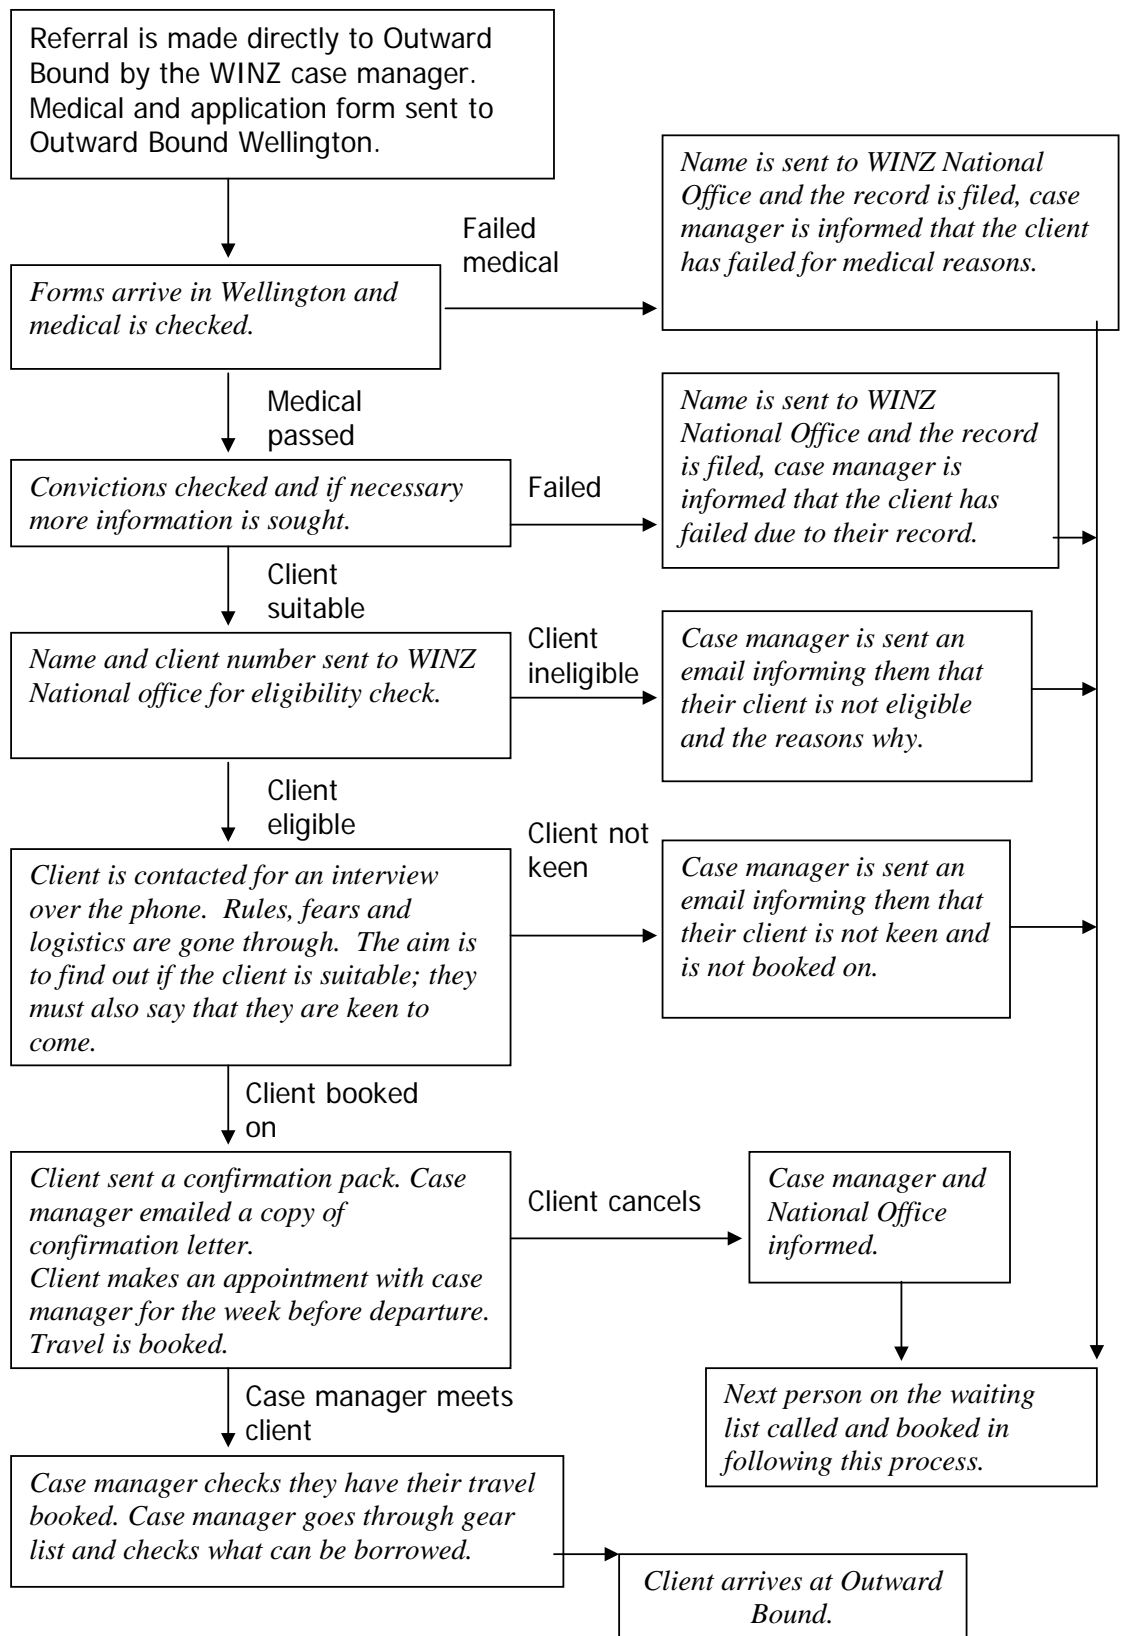 Referral is made directly to Outward
Bound by the WINZ case manager.
Medical and application form sent to
Outward Bound Wellington.
Failed
medical
Name is sent to WINZ National
Office and the record is filed, case
manager is informed that the client
has failed for medical reasons.
Forms arrive in Wellington and
medical is checked.
Medical
passed
Name is sent to WINZ
National Office and the record
is filed, case manager is
informed that the client has
failed due to their record.
Convictions checked and if necessary
more information is sought.
Failed
Client
suitable
Name and client number sent to WINZ
National office for eligibility check.
Client
ineligible
Case manager is sent an
email informing them that
their client is not eligible
and the reasons why.
Client
eligible
Client is contacted for an interview
over the phone.  Rules, fears and
logistics are gone through.  The aim is
to find out if the client is suitable; they
must also say that they are keen to
come.
Client not
keen
Case manager is sent an
email informing them that
their client is not keen and
is not booked on.
Client booked
on
Client sent a confirmation pack. Case
manager emailed a copy of
confirmation letter.
Client makes an appointment with case
manager for the week before departure.
Travel is booked.
Client cancels
Case manager and
National Office
informed.
Case manager meets
client
Next person on the waiting
list called and booked in
following this process.
Case manager checks they have their travel
booked. Case manager goes through gear
list and checks what can be borrowed.
Client arrives at Outward
Bound.